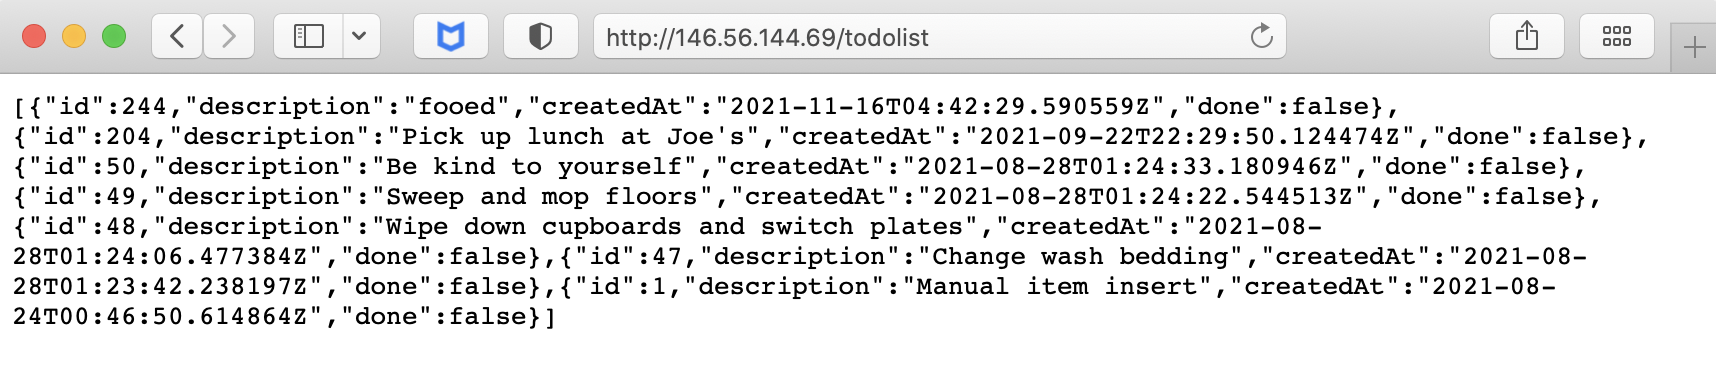 http://146.56.144.69/todolist
[{"id":244,"description":"fooed","createdAt":"2021-11-16T04:42:29.590559Z","done":false},
{"id":204,"description":"Pick up lunch at Joe's","createdAt":"2021-09-22T22:29:50.124474Z","done":false},
{"id":50,"description":"Be kind to yourself","createdAt":"2021-08-28T01:24:33.180946Z","done":false},
{"id":49,"description":"Sweep and mop floors","createdAt":"2021-08-28T01:24:22.544513Z","done":false},
{"id":48,"description":"Wipe down cupboards and switch plates","createdAt":"2021-08-
28T01:24:06.477384Z","done":false},{"id":47,"description":"Change wash bedding","createdAt":"2021-08-
28T01:23:42.238197Z","done":false},{"id":1,"description":"Manual item insert","createdAt":"2021-08-
24T00:46:50.614864Z","done":false}]